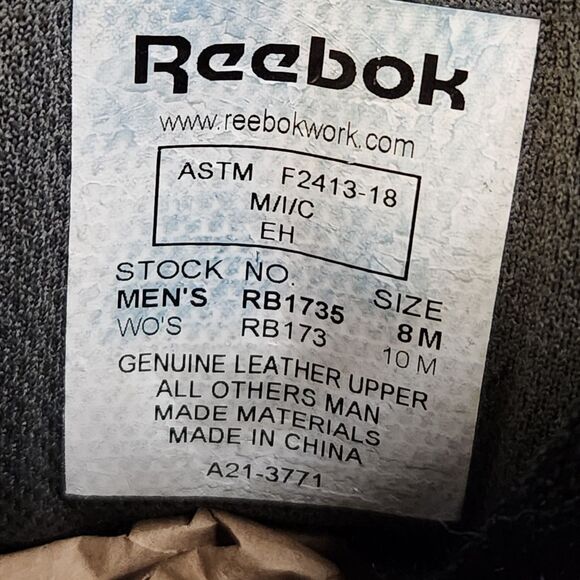 Reebok
www.reebokwork.com
ASTM F2413-18
M/I/C
EH
STOCK NO. SIZE
MEN'S RB1735 8 M
WO'S RB173 10 M
GENUINE LEATHER UPPER
ALL OTHERS MAN
MADE MATERIALS
MADE IN CHINA
A21-3771